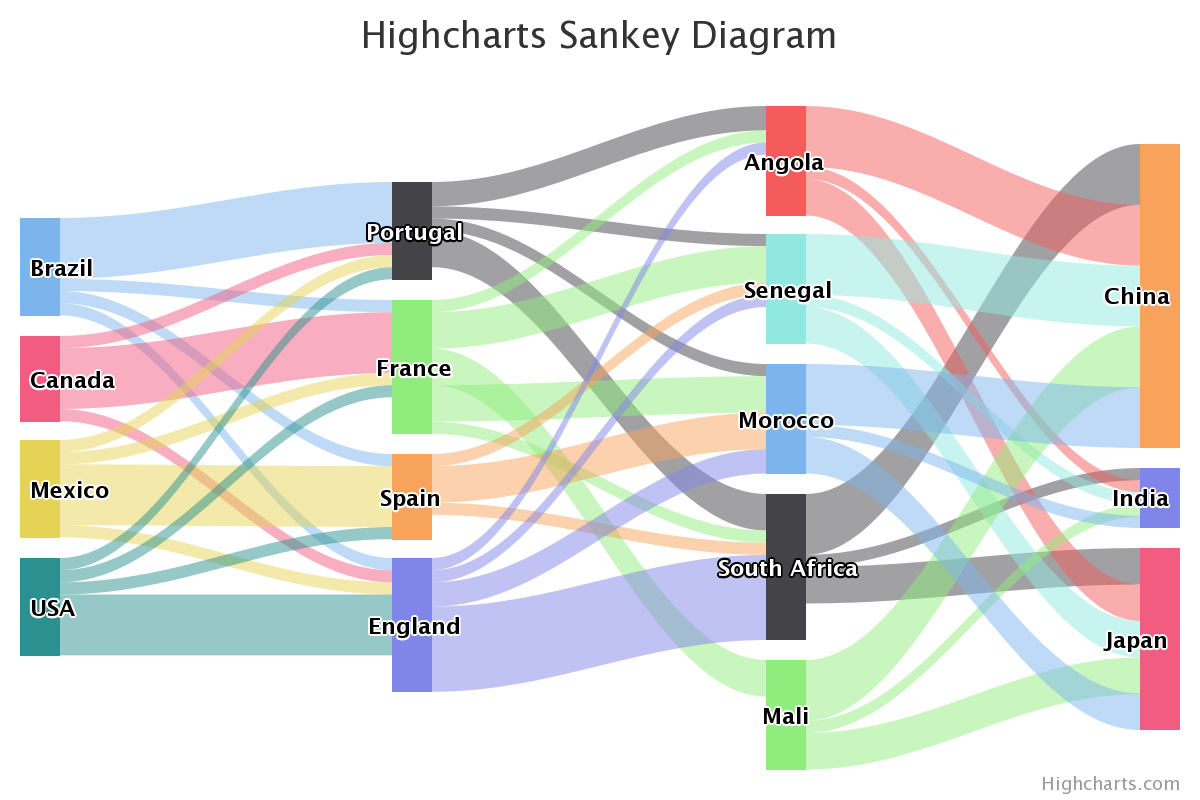 Highcharts Sankey Diagram
Brazil
Canada
Mexico
USA
Portugal
France
Spain
England
Angola
Senegal
Morocco
South Africa
Mali
China
India
Japan
Highcharts.com